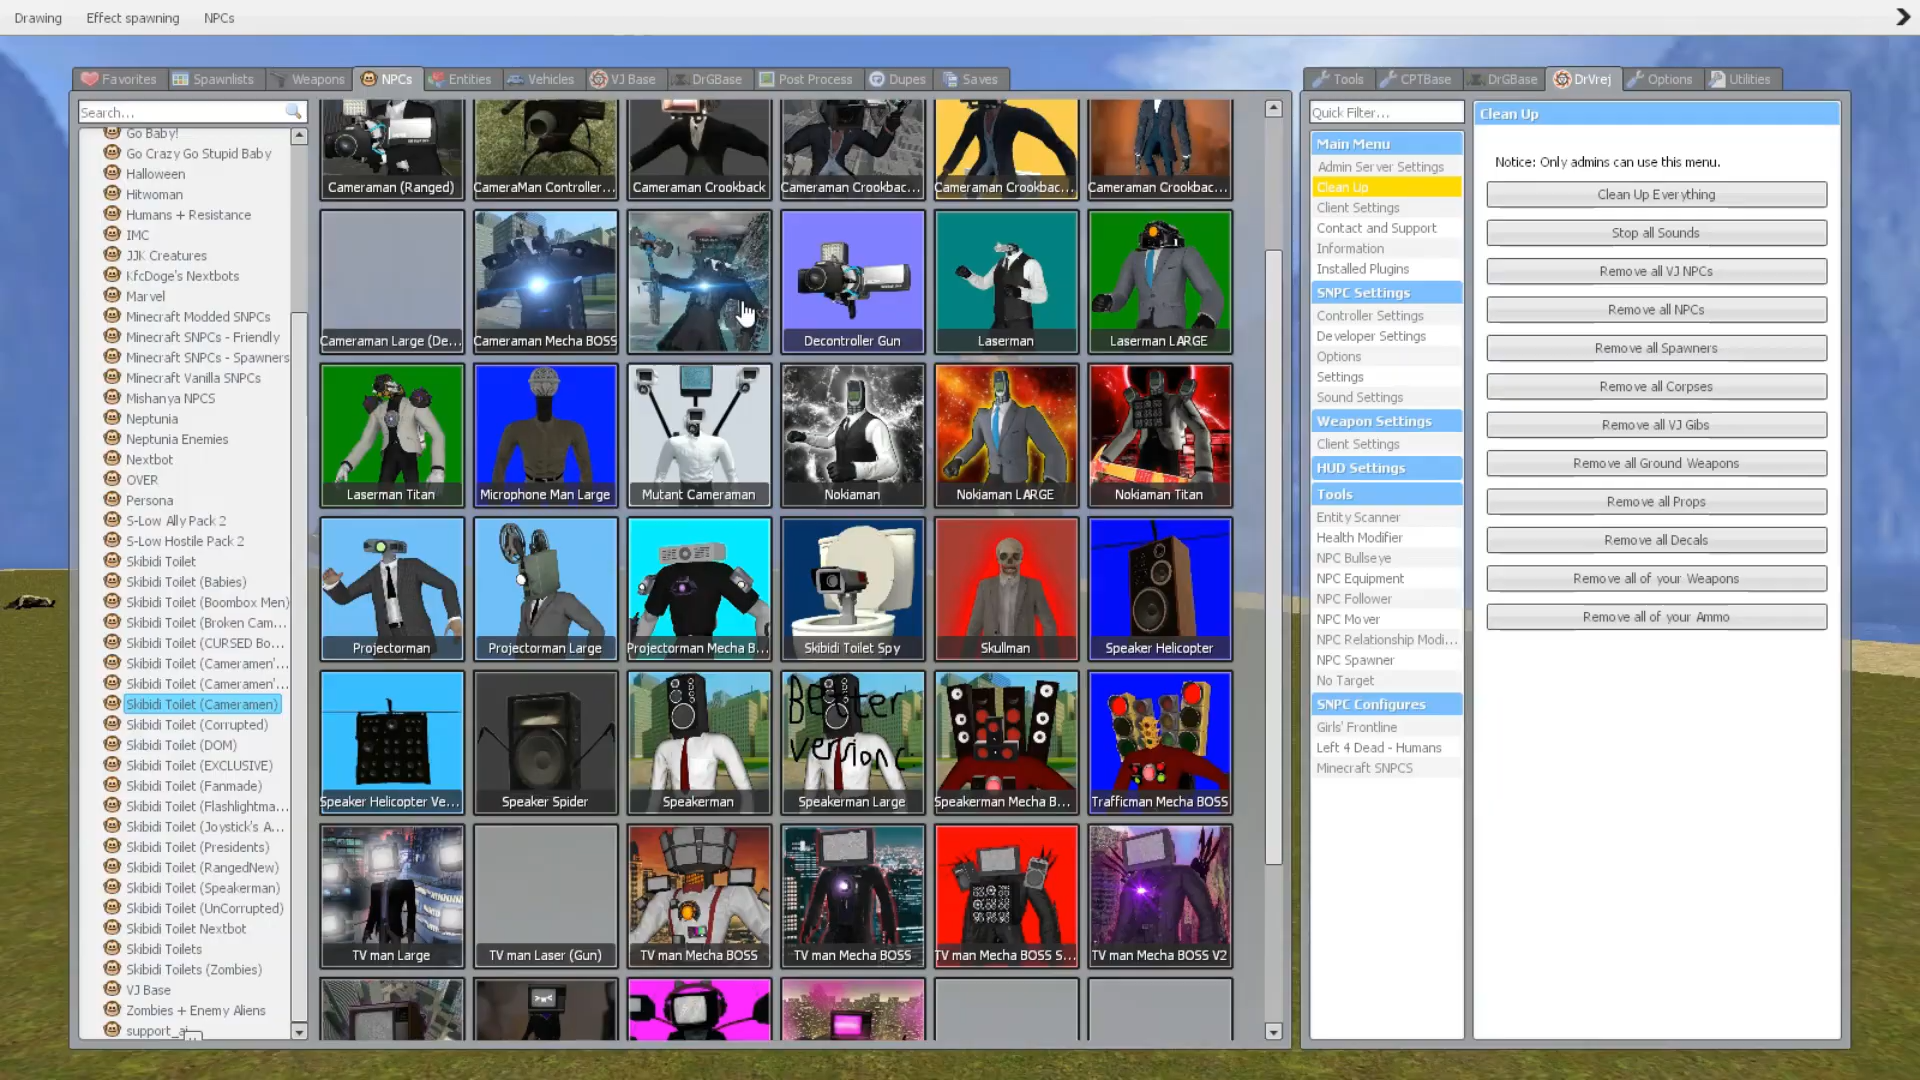 Drawing Effect spawning NPCs
Favorites Spawnlists Weapons NPCs Entities Vehicles VJ Base DrGBase Post Process Dupes Saves
Tools CPTBase DrGBase DrVrej Options Utilities
Search...
Go Baby!
Go Crazy Go Stupid Baby
Halloween
Hitwoman
Humans + Resistance
IMC
JJK Creatures
KfcDoge's Nextbots
Marvel
Minecraft Modded SNPCs
Minecraft SNPCs - Friendly
Minecraft SNPCs - Spawners
Minecraft Vanilla SNPCs
Mishanya NPCS
Neptunia
Neptunia Enemies
Nextbot
OVER
Persona
S-Low Ally Pack 2
S-Low Hostile Pack 2
Skibidi Toilet
Skibidi Toilet (Babies)
Skibidi Toilet (Boombox Men)
Skibidi Toilet (Broken Cam...
Skibidi Toilet (CURSED Bo...
Skibidi Toilet (Cameramen'...
Skibidi Toilet (Cameramen'...
Skibidi Toilet (Cameramen)
Skibidi Toilet (Corrupted)
Skibidi Toilet (DOM)
Skibidi Toilet (EXCLUSIVE)
Skibidi Toilet (Fanmade)
Skibidi Toilet (Flashlightma...
Skibidi Toilet (Joystick's A...
Skibidi Toilet (Presidents)
Skibidi Toilet (RangedNew)
Skibidi Toilet (Speakerman)
Skibidi Toilet (UnCorrupted)
Skibidi Toilet Nextbot
Skibidi Toilets
Skibidi Toilets (Zombies)
VJ Base
Zombies + Enemy Aliens
support_ai
Cameraman (Ranged) CameraMan Controller... Cameraman Crookback Cameraman Crookbac... Cameraman Crookbac... Cameraman Crookbac...
Cameraman Large (De... Cameraman Mecha BOSS Decontroller Gun Laserman Laserman LARGE
Laserman Titan Microphone Man Large Mutant Cameraman Nokiaman Nokiaman LARGE Nokiaman Titan
Projectorman Projectorman Large Projectorman Mecha B... Skibidi Toilet Spy Skullman Speaker Helicopter
Better
version
Speaker Helicopter Ve... Speaker Spider Speakerman Speakerman Large Speakerman Mecha B... Trafficman Mecha BOSS
TV man Large TV man Laser (Gun) TV man Mecha BOSS TV man Mecha BOSS TV man Mecha BOSS S... TV man Mecha BOSS V2
Quick Filter...
Main Menu
Admin Server Settings
Clean Up
Client Settings
Contact and Support
Information
Installed Plugins
SNPC Settings
Controller Settings
Developer Settings
Options
Settings
Sound Settings
Weapon Settings
Client Settings
HUD Settings
Tools
Entity Scanner
Health Modifier
NPC Bullseye
NPC Equipment
NPC Follower
NPC Mover
NPC Relationship Modi...
NPC Spawner
No Target
SNPC Configures
Girls' Frontline
Left 4 Dead - Humans
Minecraft SNPCS
Clean Up
Notice: Only admins can use this menu.
Clean Up Everything
Stop all Sounds
Remove all VJ NPCs
Remove all NPCs
Remove all Spawners
Remove all Corpses
Remove all VJ Gibs
Remove all Ground Weapons
Remove all Props
Remove all Decals
Remove all of your Weapons
Remove all of your Ammo